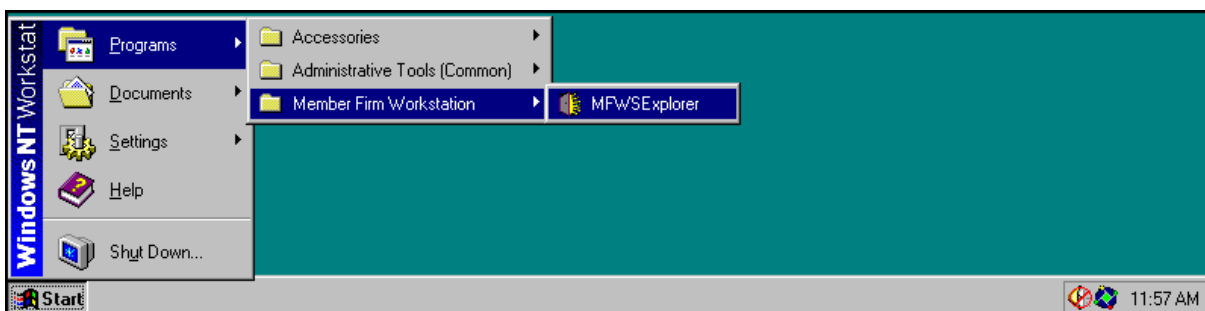 Windows NT Workstat
Programs
Documents
Settings
Help
Shut Down...
Accessories
Administrative Tools (Common)
Member Firm Workstation
MFWSExplorer
Start
11:57 AM